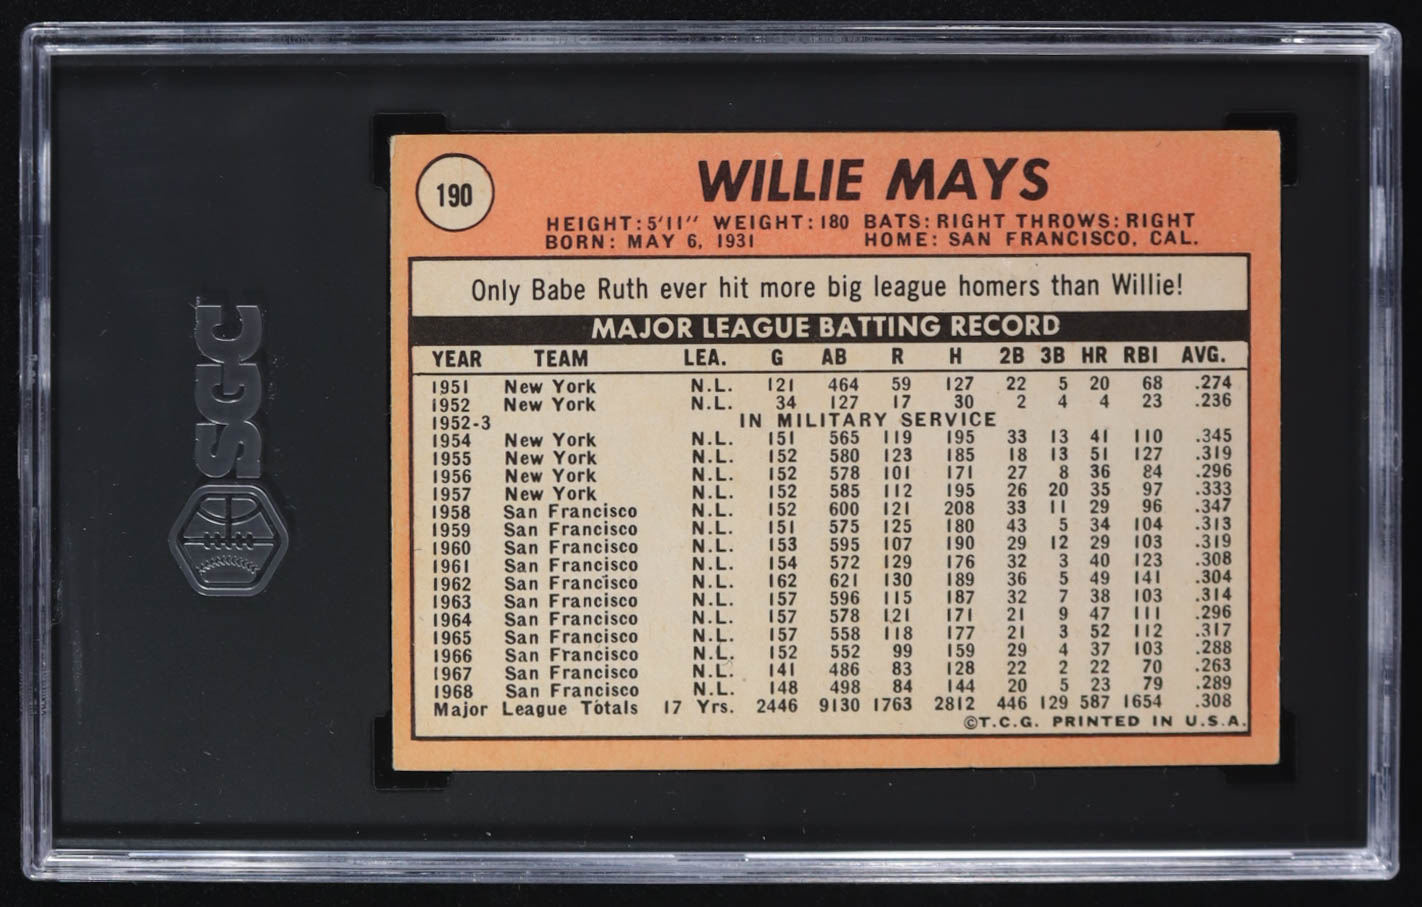 SGC
190
WILLIE MAYS
HEIGHT: 5'11" WEIGHT: 180 BATS: RIGHT THROWS: RIGHT
BORN: MAY 6, 1931 HOME: SAN FRANCISCO, CAL.
Only Babe Ruth ever hit more big league homers than Willie!
MAJOR LEAGUE BATTING RECORD
YEAR TEAM LEA. G AB R H 2B 3B HR RBI AVG.
1951 New York N.L. 121 464 59 127 22 5 20 68 .274
1952 New York N.L. 34 127 17 30 2 4 4 23 .236
1952-3 IN MILITARY SERVICE
1954 New York N.L. 151 565 119 195 33 13 41 110 .345
1955 New York N.L. 152 580 123 185 18 13 51 127 .319
1956 New York N.L. 152 578 101 171 27 8 36 84 .296
1957 New York N.L. 152 585 112 195 26 20 35 97 .333
1958 San Francisco N.L. 152 600 121 208 33 11 29 96 .347
1959 San Francisco N.L. 151 575 125 180 43 5 34 104 .313
1960 San Francisco N.L. 153 595 107 190 29 12 29 103 .319
1961 San Francisco N.L. 154 572 129 176 32 3 40 123 .308
1962 San Francisco N.L. 162 621 130 189 36 5 49 141 .304
1963 San Francisco N.L. 157 596 115 187 32 7 38 103 .314
1964 San Francisco N.L. 157 578 121 171 21 9 47 111 .296
1965 San Francisco N.L. 157 558 118 177 21 3 52 112 .317
1966 San Francisco N.L. 152 552 99 159 29 4 37 103 .288
1967 San Francisco N.L. 141 486 83 128 22 2 22 70 .263
1968 San Francisco N.L. 148 498 84 144 20 5 23 79 .289
Major League Totals 17 Yrs. 2446 9130 1763 2812 446 129 587 1654 .308
©T.C.G. PRINTED IN U.S.A.